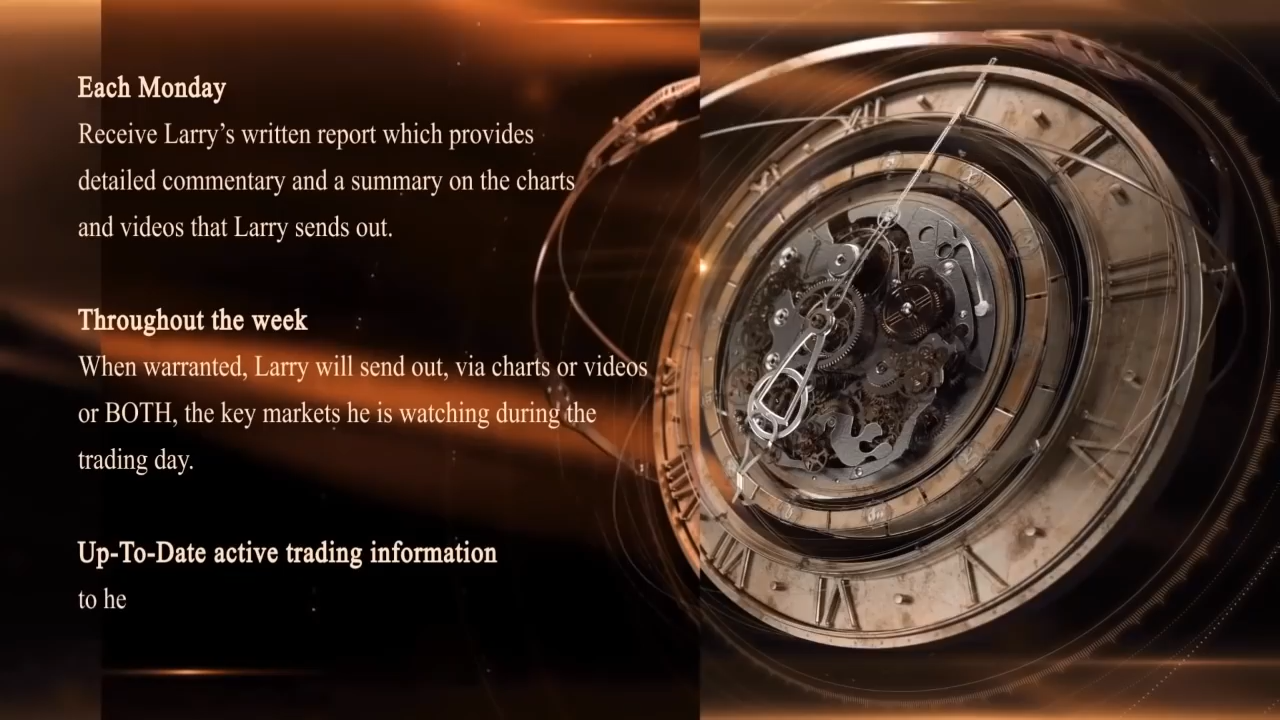 Each Monday
Receive Larry’s written report which provides
detailed commentary and a summary on the charts
and videos that Larry sends out.
Throughout the week
When warranted, Larry will send out, via charts or videos
or BOTH, the key markets he is watching during the
trading day.
Up-To-Date active trading information
to he